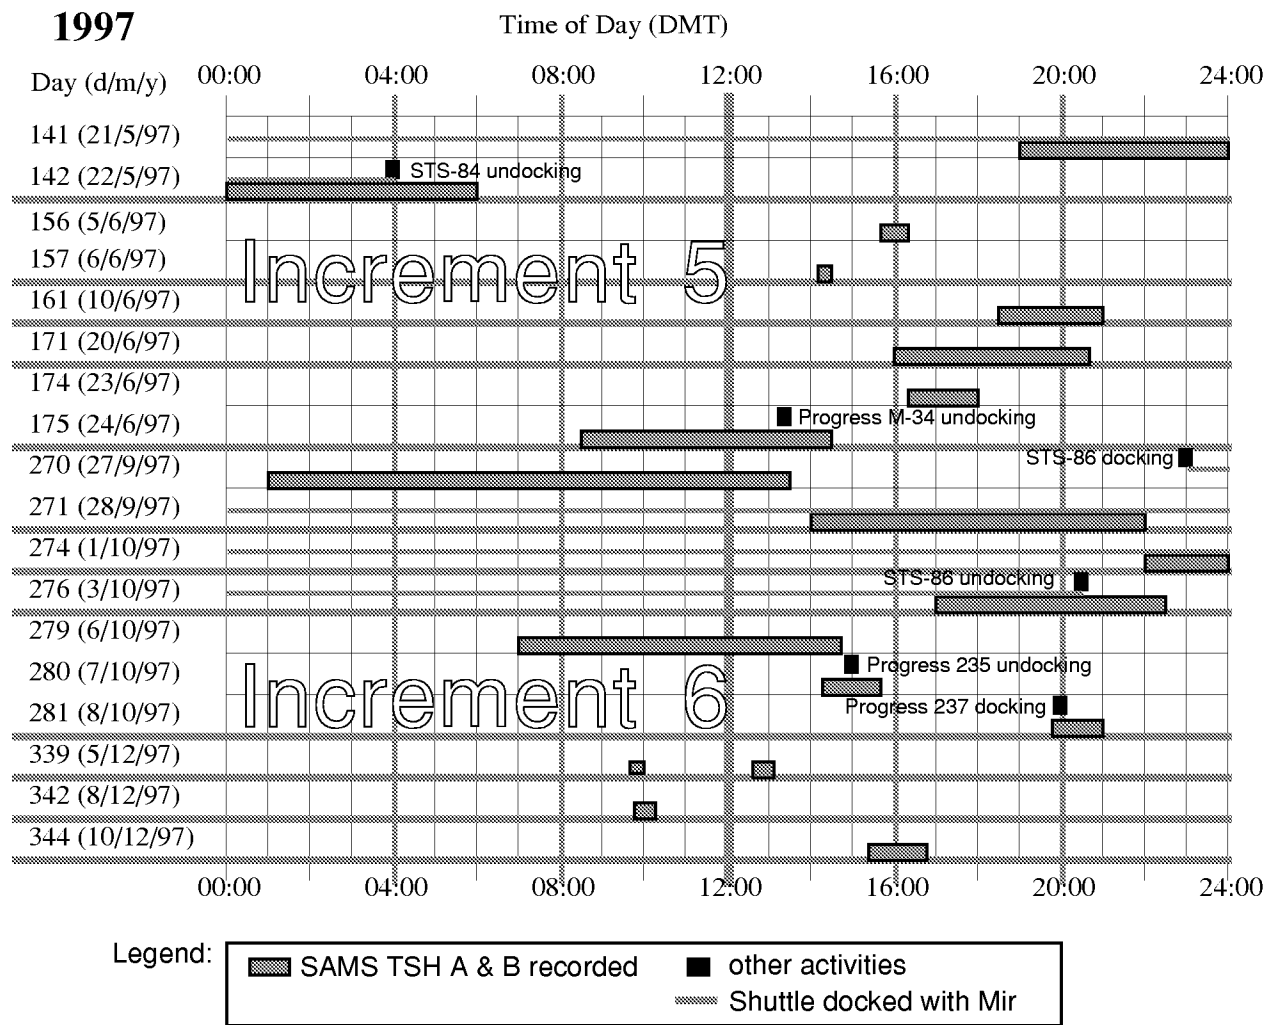 1997
Time of Day (DMT)
Day (d/m/y)
00:00 04:00 08:00 12:00 16:00 20:00 24:00
141 (21/5/97)
142 (22/5/97) STS-84 undocking
156 (5/6/97)
157 (6/6/97)
Increment 5
161 (10/6/97)
171 (20/6/97)
174 (23/6/97)
175 (24/6/97) Progress M-34 undocking
270 (27/9/97) STS-86 docking
271 (28/9/97)
274 (1/10/97)
276 (3/10/97) STS-86 undocking
279 (6/10/97)
280 (7/10/97) Progress 235 undocking
Increment 6
281 (8/10/97) Progress 237 docking
339 (5/12/97)
342 (8/12/97)
344 (10/12/97)
00:00 04:00 08:00 12:00 16:00 20:00 24:00
Legend:
SAMS TSH A & B recorded other activities
Shuttle docked with Mir